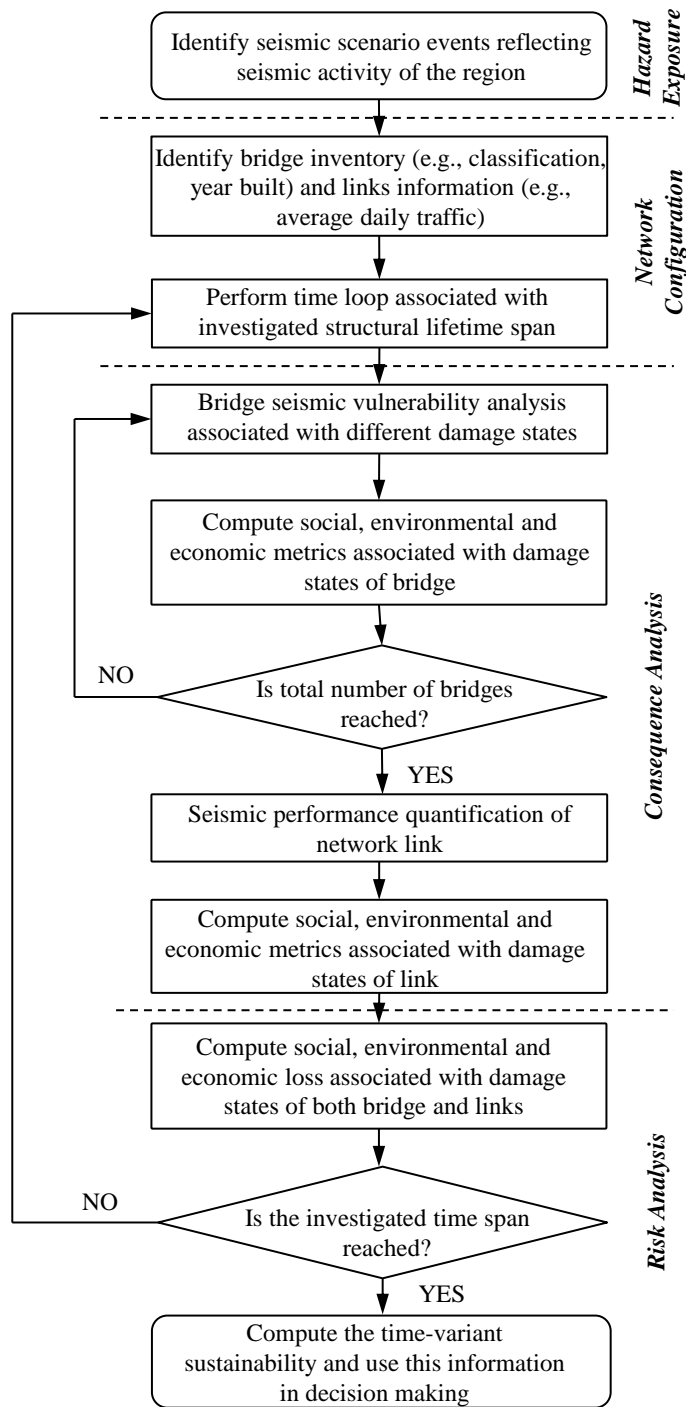 Identify seismic scenario events reflecting
seismic activity of the region
Hazard
Exposure
Identify bridge inventory (e.g., classification,
year built) and links information (e.g.,
average daily traffic)
Network
Configuration
Perform time loop associated with
investigated structural lifetime span
Bridge seismic vulnerability analysis
associated with different damage states
Compute social, environmental and
economic metrics associated with damage
states of bridge
Consequence Analysis
NO
Is total number of bridges
reached?
YES
Seismic performance quantification of
network link
Compute social, environmental and
economic metrics associated with damage
states of link
Compute social, environmental and
economic loss associated with damage
states of both bridge and links
Risk Analysis
NO
Is the investigated time span
reached?
YES
Compute the time-variant
sustainability and use this information
in decision making